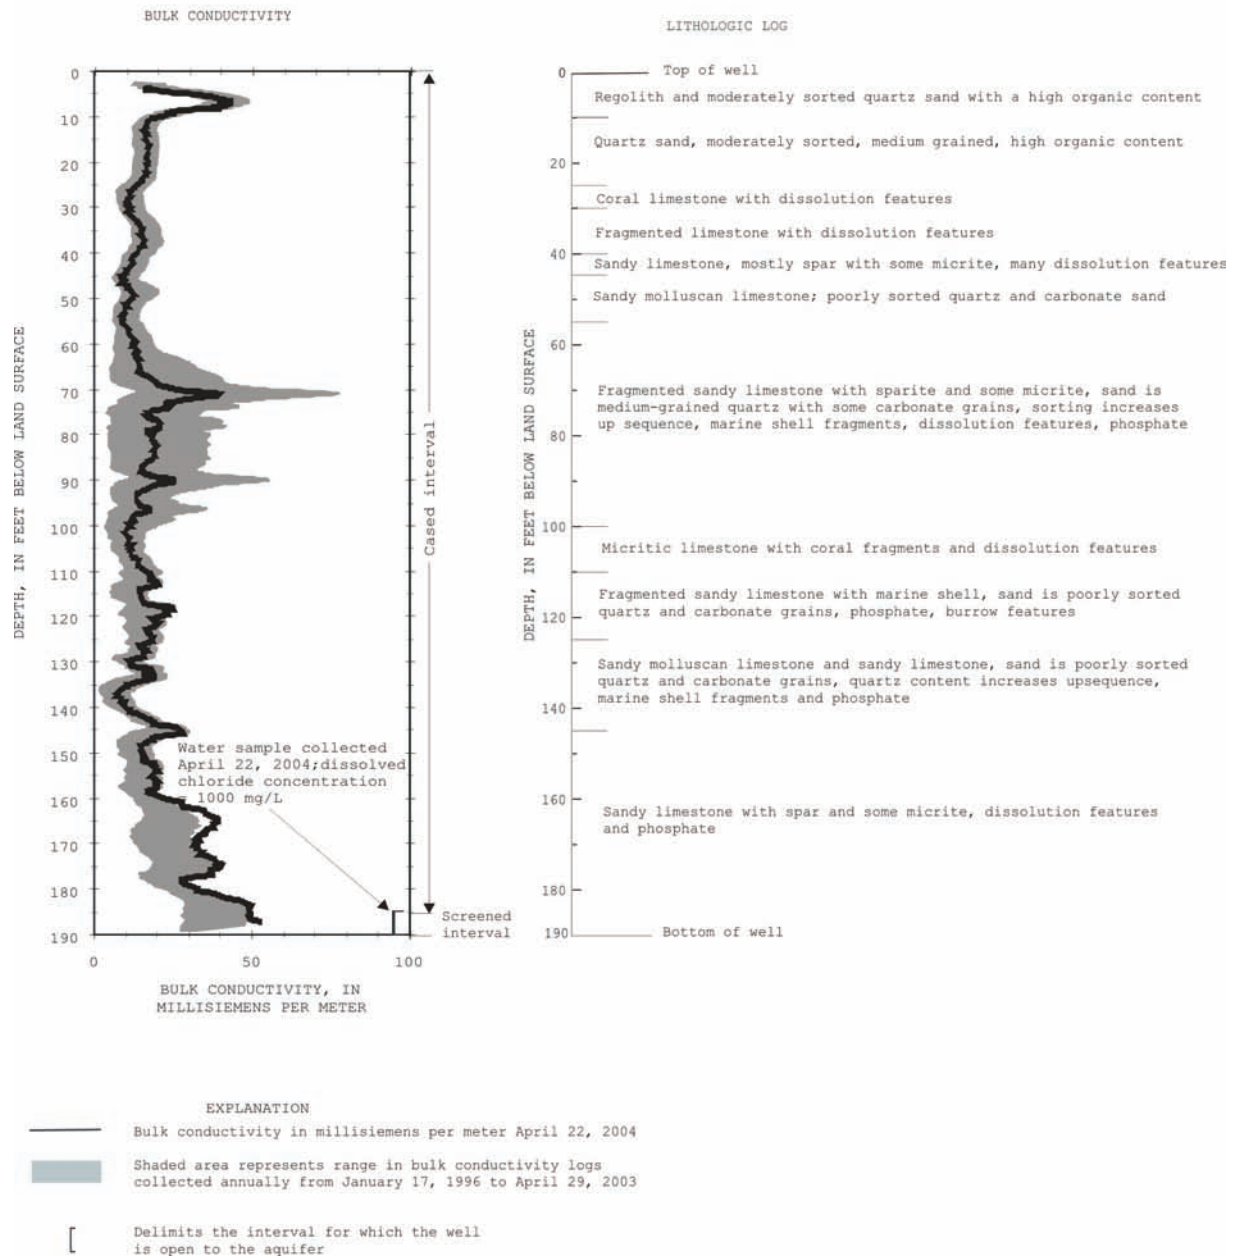 BULK CONDUCTIVITY
DEPTH, IN FEET BELOW LAND SURFACE
0
10
20
30
40
50
60
70
80
90
100
110
120
130
140
150
160
170
180
190
Water sample collected
April 22, 2004;dissolved
chloride concentration
= 1000 mg/L
Cased interval
Screened
interval
0
50
100
BULK CONDUCTIVITY, IN
MILLISIEMENS PER METER
LITHOLOGIC LOG
DEPTH, IN FEET BELOW LAND SURFACE
0
20
40
60
80
100
120
140
160
180
190
Top of well
Regolith and moderately sorted quartz sand with a high organic content
Quartz sand, moderately sorted, medium grained, high organic content
Coral limestone with dissolution features
Fragmented limestone with dissolution features
Sandy limestone, mostly spar with some micrite, many dissolution features
Sandy molluscan limestone; poorly sorted quartz and carbonate sand
Fragmented sandy limestone with sparite and some micrite, sand is
medium-grained quartz with some carbonate grains, sorting increases
up sequence, marine shell fragments, dissolution features, phosphate
Micritic limestone with coral fragments and dissolution features
Fragmented sandy limestone with marine shell, sand is poorly sorted
quartz and carbonate grains, phosphate, burrow features
Sandy molluscan limestone and sandy limestone, sand is poorly sorted
quartz and carbonate grains, quartz content increases upsequence,
marine shell fragments and phosphate
Sandy limestone with spar and some micrite, dissolution features
and phosphate
Bottom of well
EXPLANATION
Bulk conductivity in millisiemens per meter April 22, 2004
Shaded area represents range in bulk conductivity logs
collected annually from January 17, 1996 to April 29, 2003
Delimits the interval for which the well
is open to the aquifer